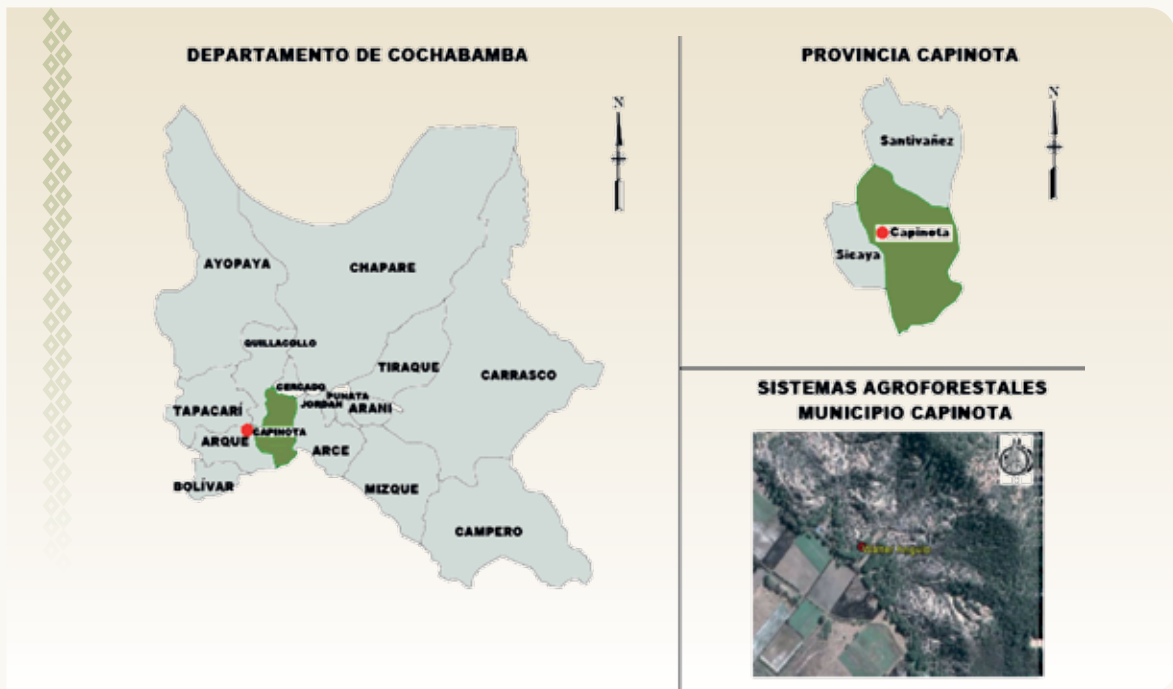 DEPARTAMENTO DE COCHABAMBA
N
AYOPAYA
CHAPARE
QUILLACOLLO
TIRAQUE
CARRASCO
CERCADO
PUNATA
JORDAN
ARANI
TAPACARÍ
CAPINOTA
ARQUE
ARCE
BOLÍVAR
MIZQUE
CAMPERO
PROVINCIA CAPINOTA
N
Santivañez
Capinota
Sicaya
SISTEMAS AGROFORESTALES
MUNICIPIO CAPINOTA